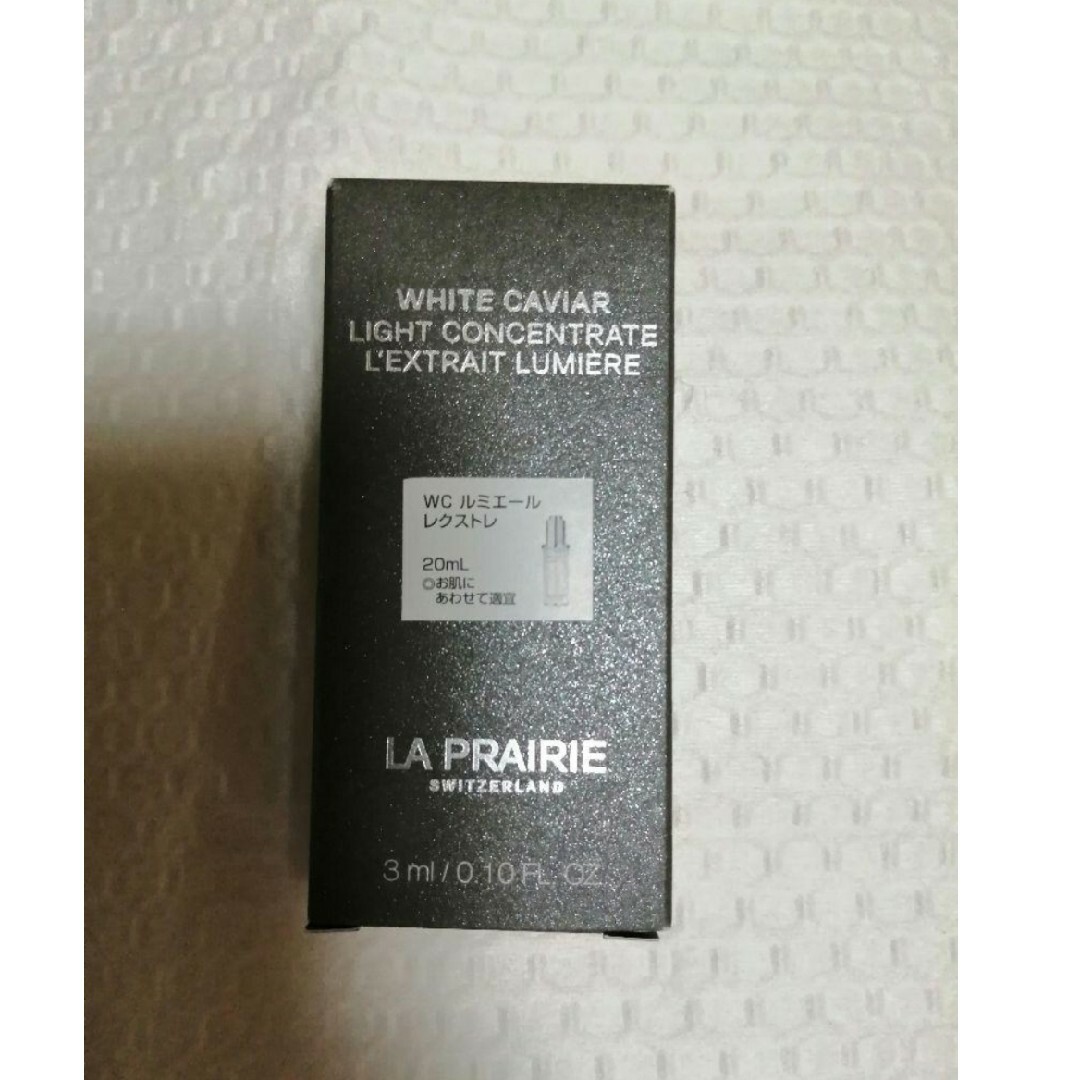 WHITE CAVIAR
LIGHT CONCENTRATE
L'EXTRAIT LUMIÈRE
WC ルミエール
レクストレ
20mL
◎お肌に
あわせて適宜
LA PRAIRIE
SWITZERLAND
3 ml / 0.10 FL. OZ.